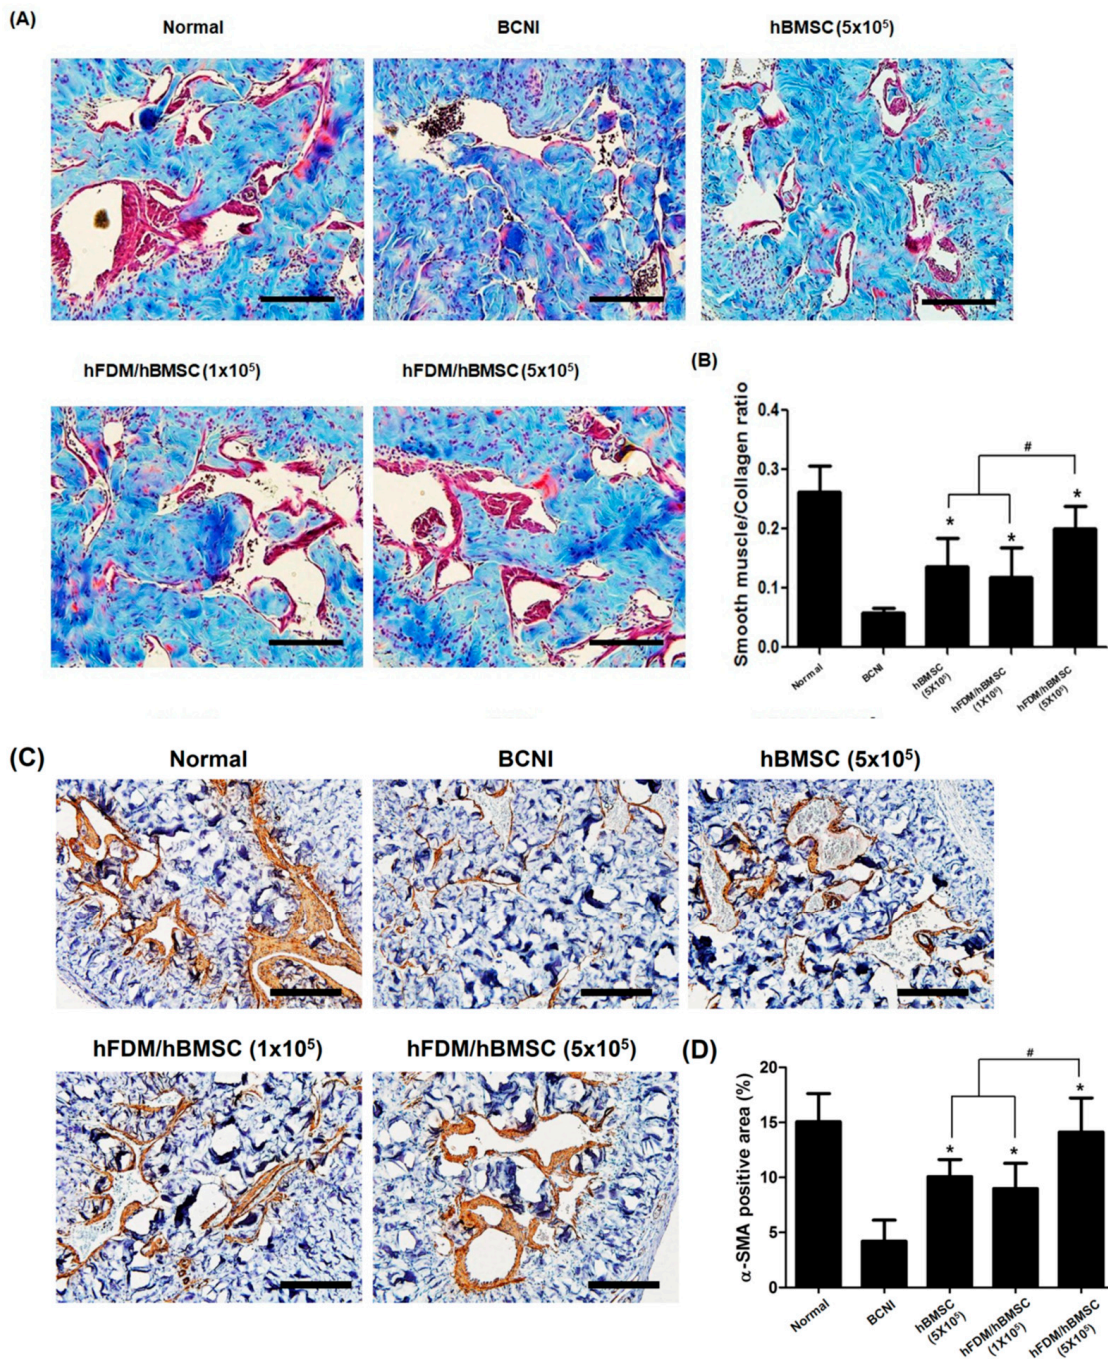 (A)
Normal
BCNI
hBMSC (5x10⁵)
hFDM/hBMSC (1x10⁵)
hFDM/hBMSC (5x10⁵)
(B)
Smooth muscle/Collagen ratio
0.4
0.3
0.2
0.1
0.0
*
*
#
*
Normal
BCNI
hBMSC
(5X10⁵)
hFDM/hBMSC
(1X10⁵)
hFDM/hBMSC
(5X10⁵)
(C)
Normal
BCNI
hBMSC (5x10⁵)
hFDM/hBMSC (1x10⁵)
hFDM/hBMSC (5x10⁵)
(D)
α-SMA positive area (%)
20
15
10
5
0
*
*
#
*
Normal
BCNI
hBMSC
(5X10⁵)
hFDM/hBMSC
(1X10⁵)
hFDM/hBMSC
(5X10⁵)